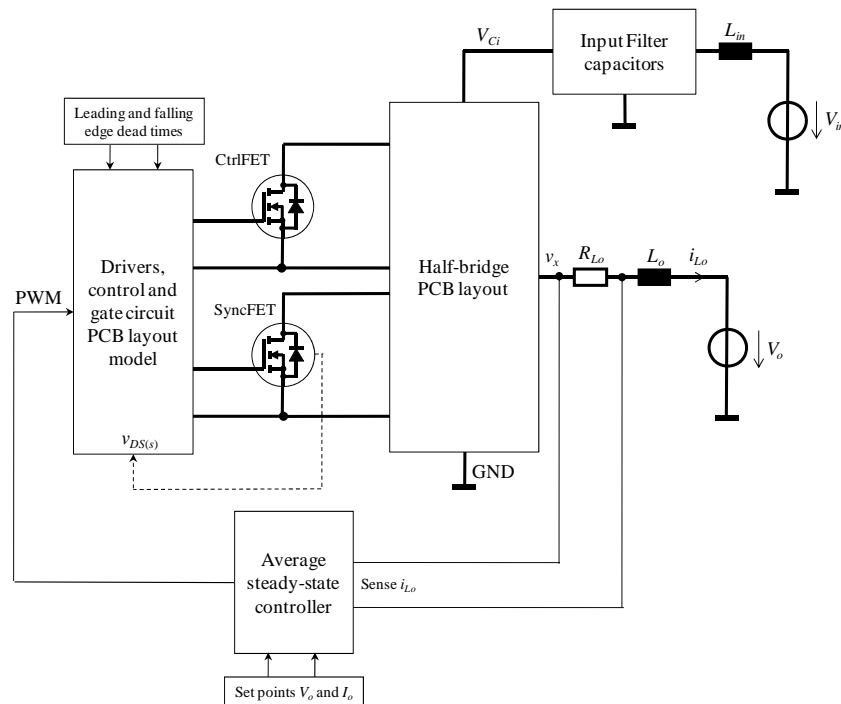 V_Ci
Input Filter
capacitors
L_in
V_in
Leading and falling
edge dead times
CtrlFET
Drivers,
control and
gate circuit
PCB layout
model
v_DS(s)
PWM
SyncFET
Half-bridge
PCB layout
v_x
R_Lo
L_o
i_Lo
V_o
GND
Average
steady-state
controller
Sense i_Lo
Set points V_o and I_o